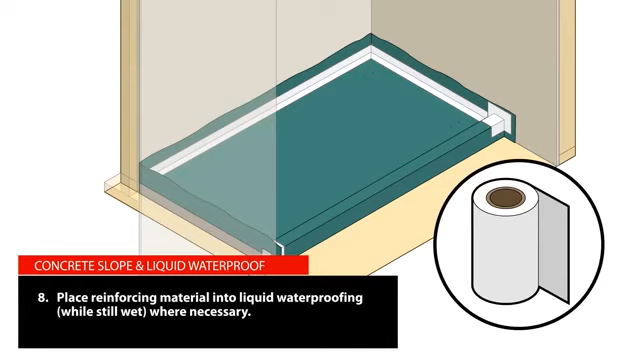 CONCRETE SLOPE & LIQUID WATERPROOF
8. Place reinforcing material into liquid waterproofing
(while still wet) where necessary.